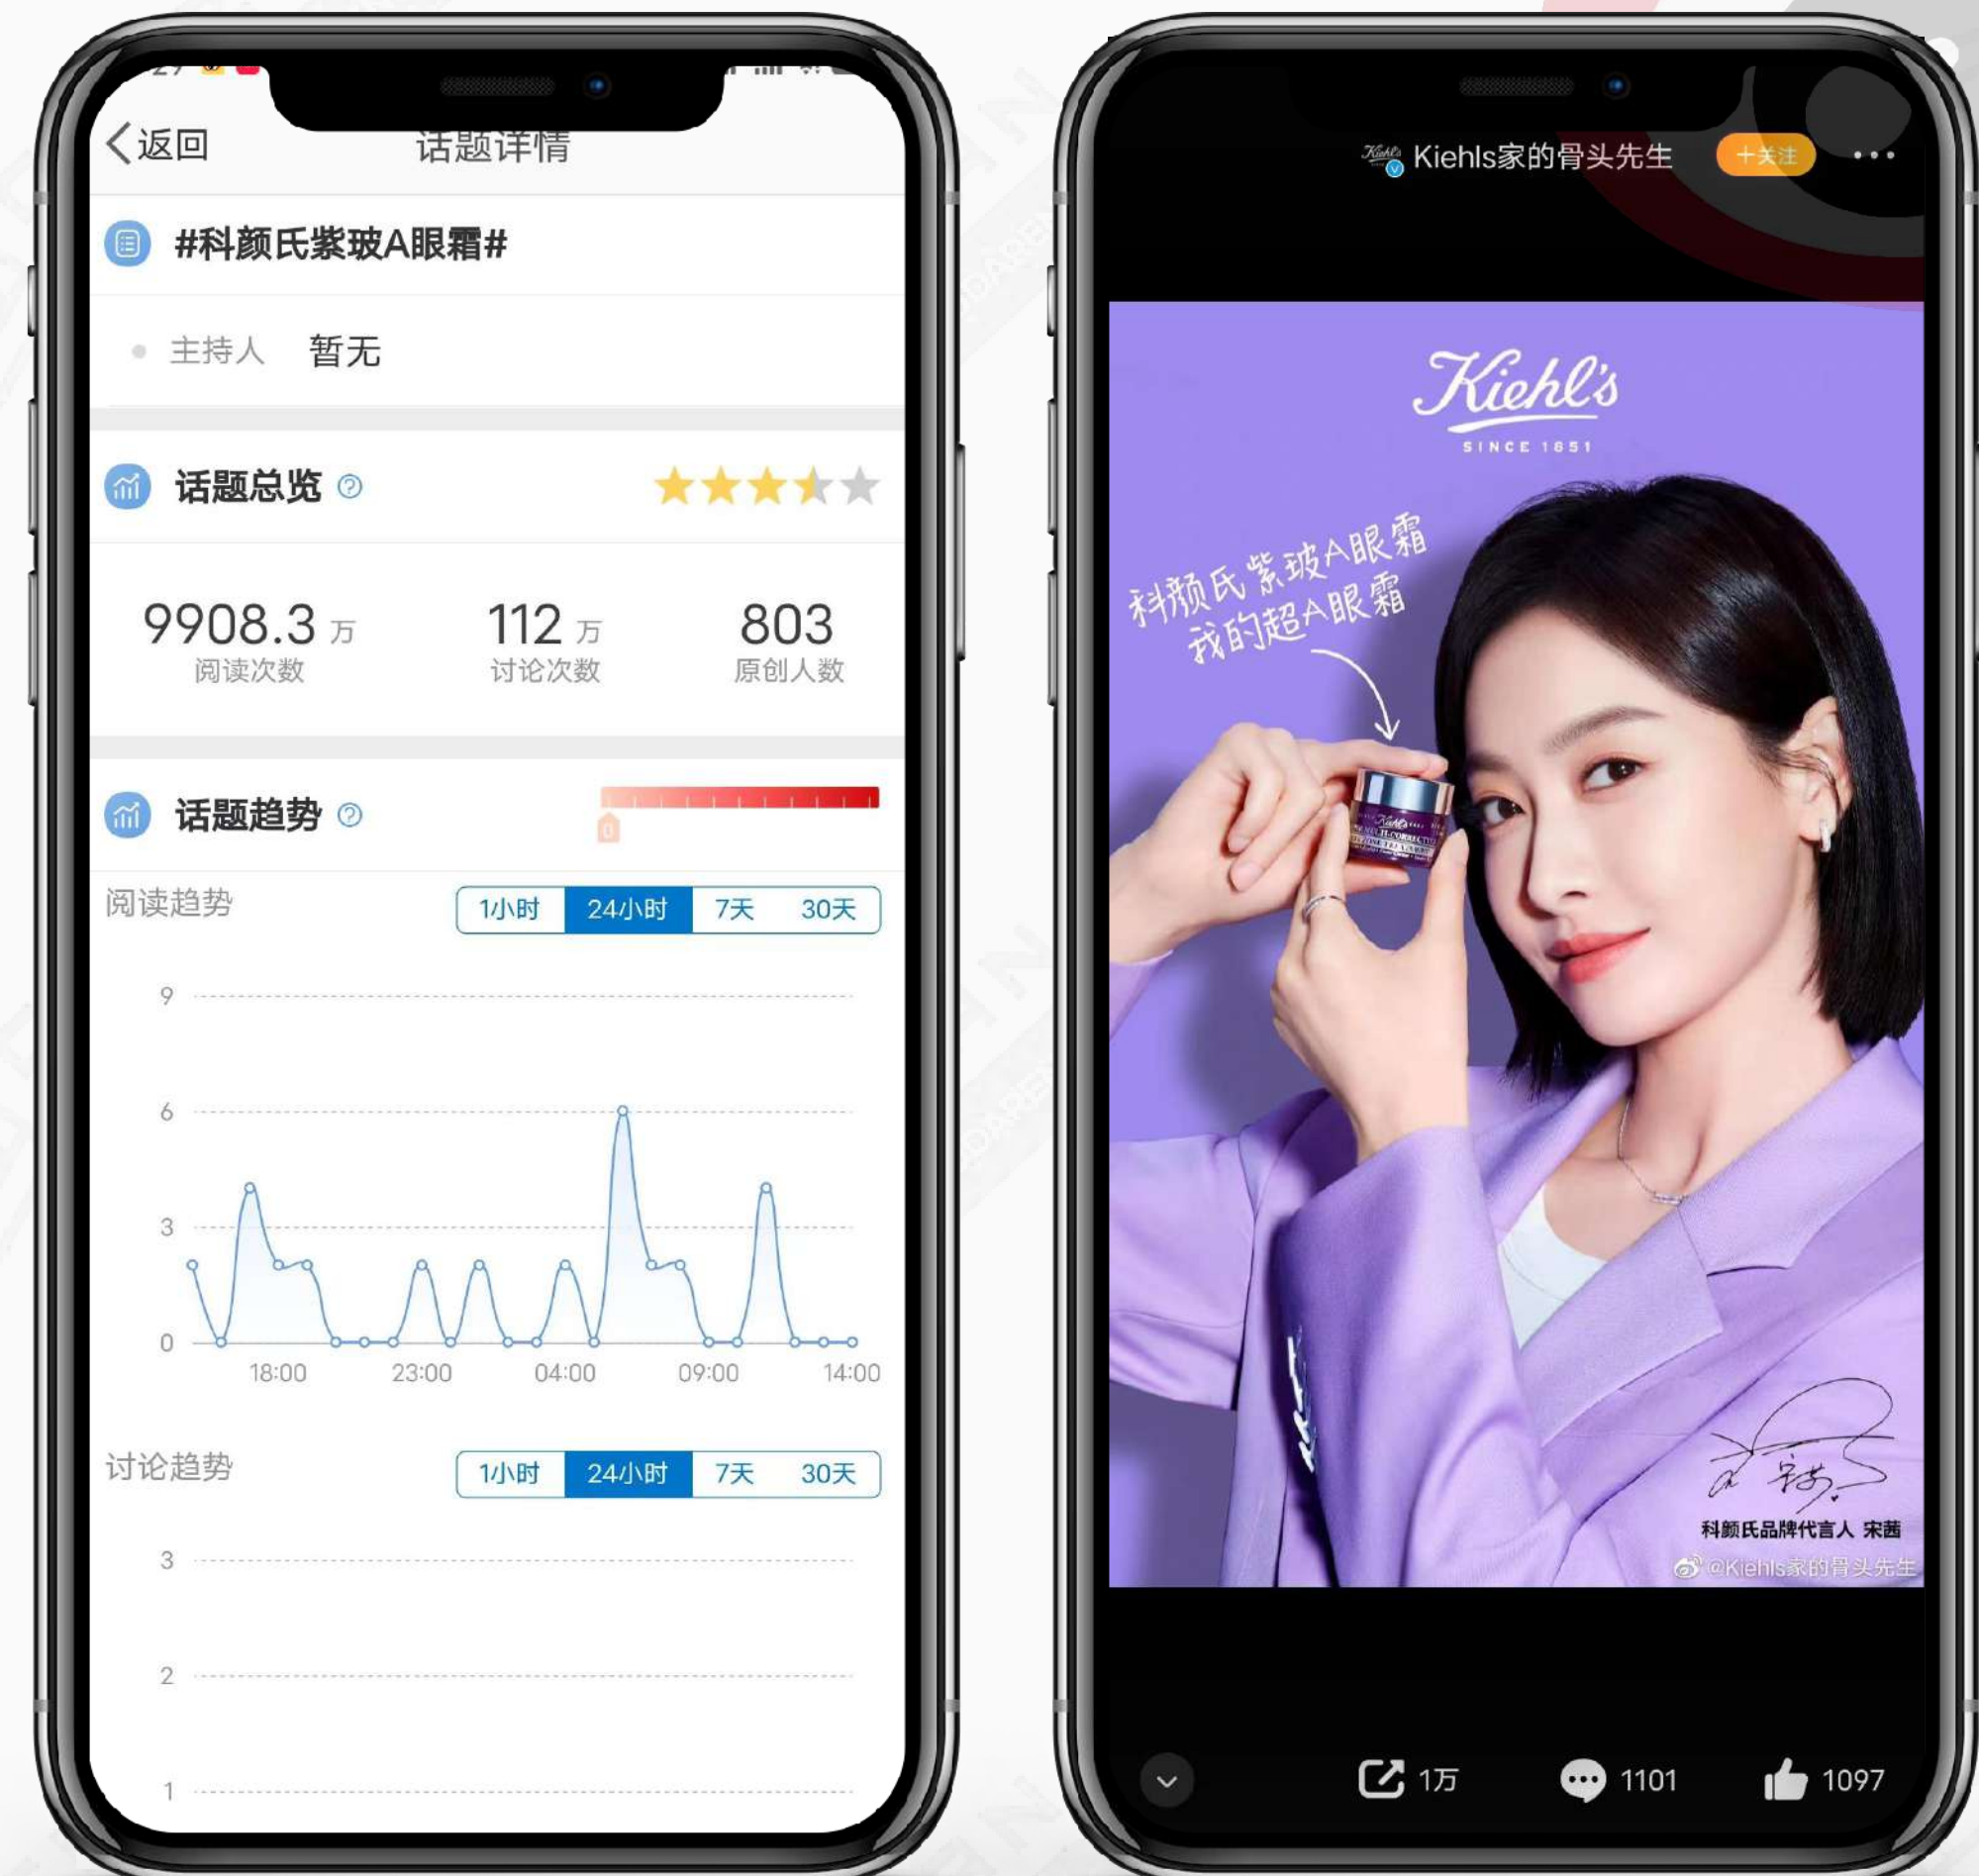 返回
话题详情
#科颜氏紫玻A眼霜#
主持人 暂无
话题总览
9908.3 万
阅读次数
112 万
讨论次数
803
原创人数
话题趋势
0
阅读趋势
1小时 24小时 7天 30天
9
6
3
0
18:00 23:00 04:00 09:00 14:00
讨论趋势
1小时 24小时 7天 30天
3
2
1
Kiehls家的骨头先生 +关注
Kiehl's
SINCE 1851
科颜氏紫玻A眼霜
我的超A眼霜
Kiehl's
科颜氏品牌代言人 宋茜
@Kiehls家的骨头先生
1万 1101 1097